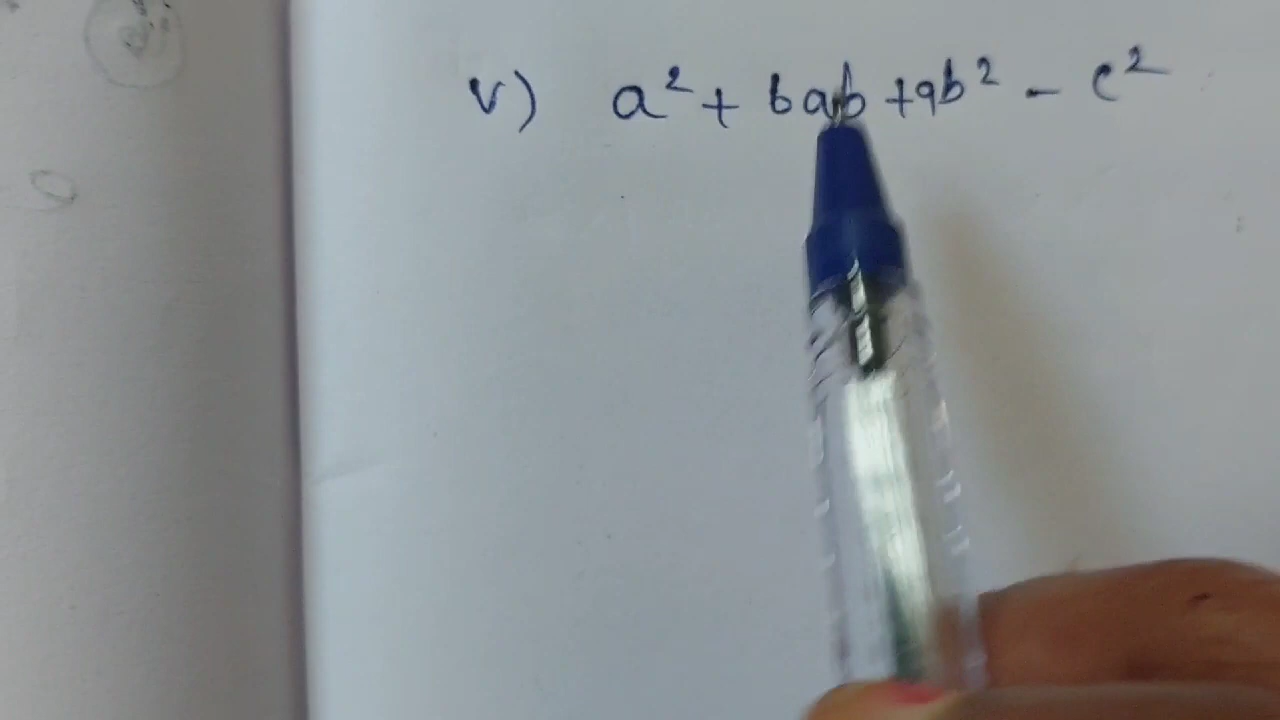 v) a² + 6ab + 9b² - c²